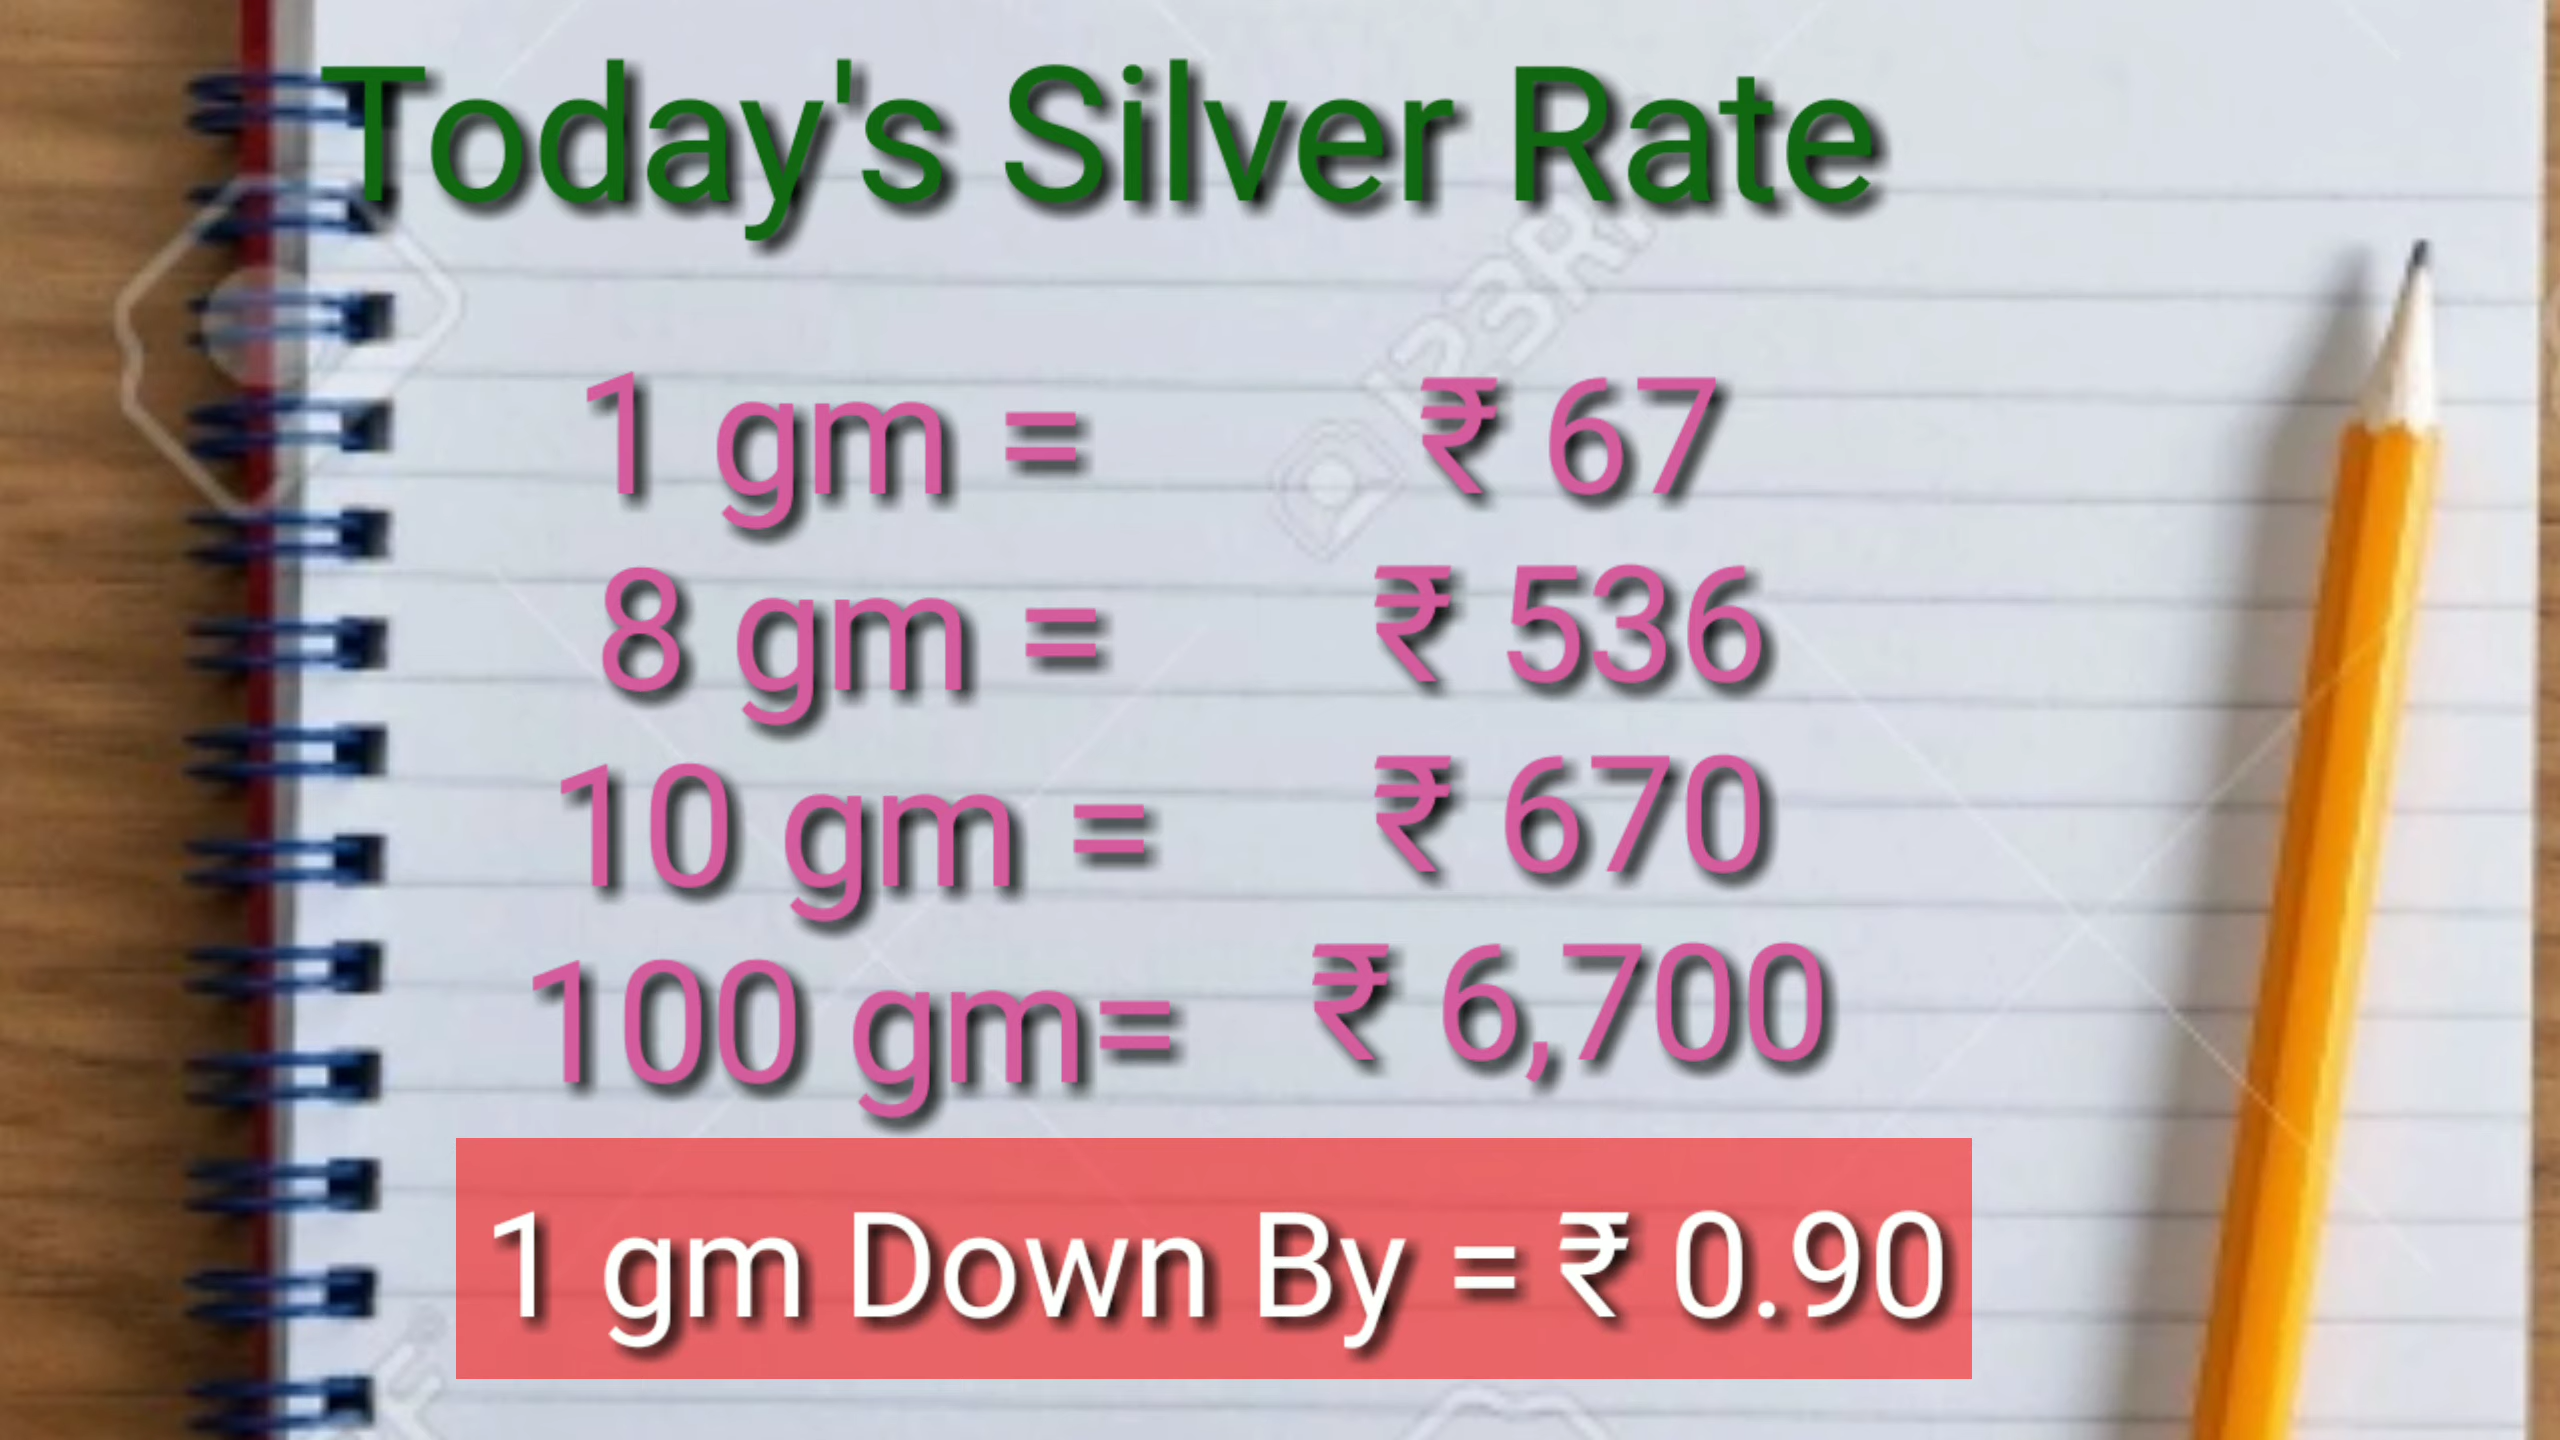 Today's Silver Rate
1 gm = ₹ 67
8 gm = ₹ 536
10 gm = ₹ 670
100 gm= ₹ 6,700
1 gm Down By = ₹ 0.90